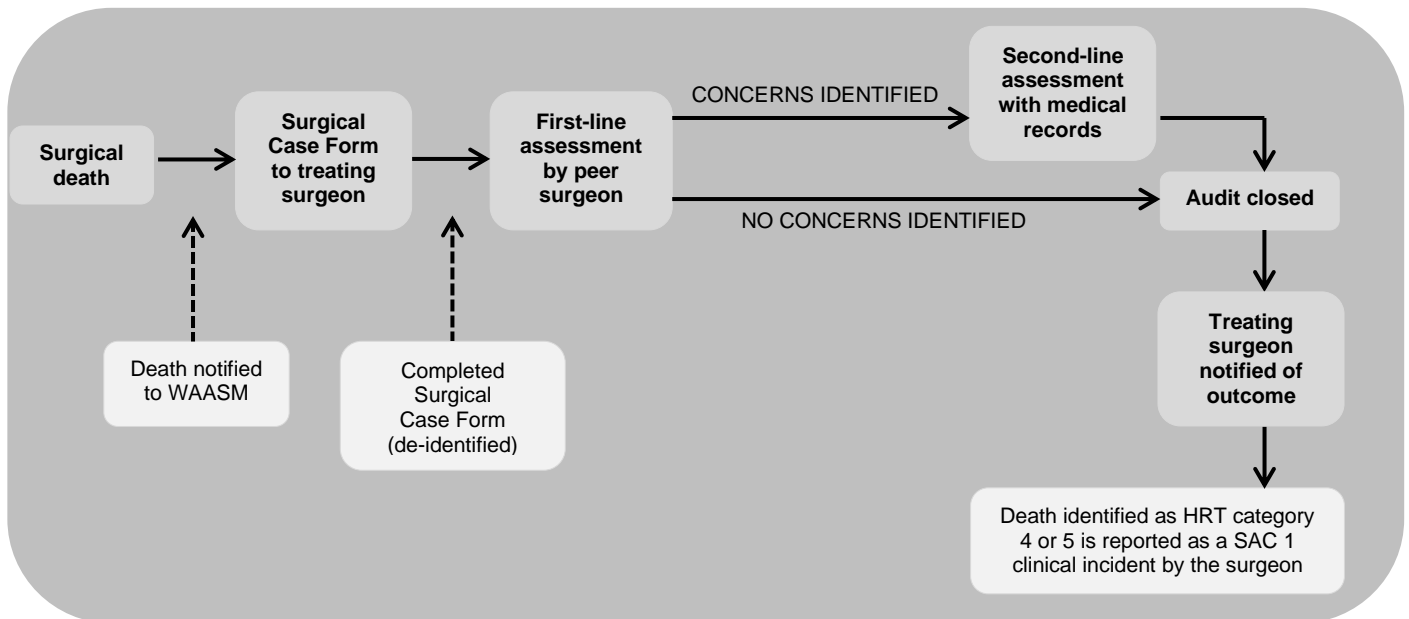 Surgical
death
Surgical
Case Form
to treating
surgeon
First-line
assessment
by peer
surgeon
CONCERNS IDENTIFIED
Second-line
assessment
with medical
records
NO CONCERNS IDENTIFIED
Audit closed
Death notified
to WAASM
Completed
Surgical
Case Form
(de-identified)
Treating
surgeon
notified of
outcome
Death identified as HRT category
4 or 5 is reported as a SAC 1
clinical incident by the surgeon